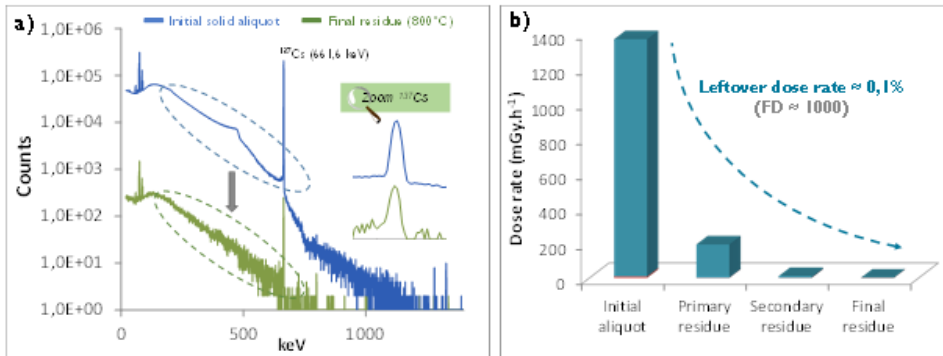 a)
Initial solid aliquot
Final residue (800°C)
1,0E+06
1,0E+05
1,0E+04
1,0E+03
1,0E+02
1,0E+01
1,0E+00
Counts
¹³⁷Cs (661,6 keV)
Zoom ¹³⁷Cs
0
500
1000
keV
b)
1400
1200
1000
800
600
400
200
0
Dose rate (mGy.h⁻¹)
Leftover dose rate ≈ 0,1%
(FD ≈ 1000)
Initial
aliquot
Primary
residue
Secondary
residue
Final
residue